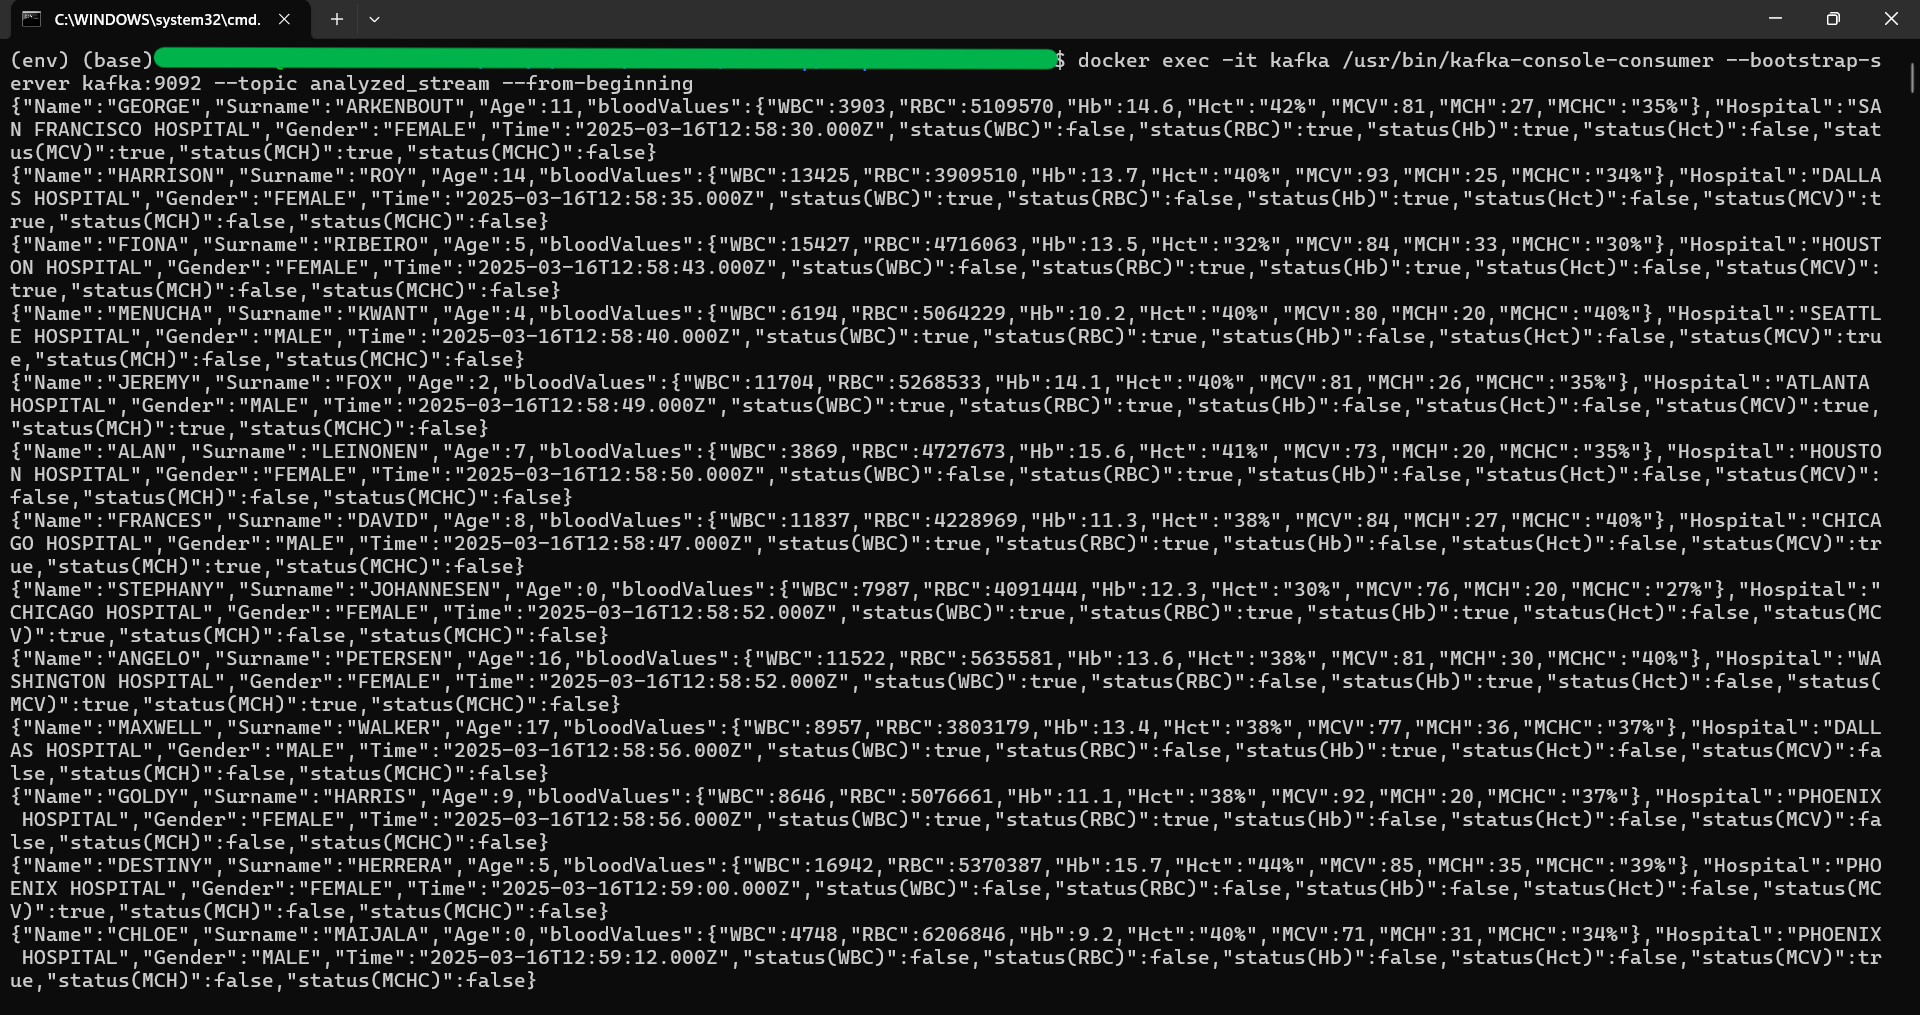 C:\WINDOWS\system32\cmd.
(env) (base)$ docker exec -it kafka /usr/bin/kafka-console-consumer --bootstrap-s
erver kafka:9092 --topic analyzed_stream --from-beginning
{"Name":"GEORGE","Surname":"ARKENBOUT","Age":11,"bloodValues":{"WBC":3903,"RBC":5109570,"Hb":14.6,"Hct":"42%","MCV":81,"MCH":27,"MCHC":"35%"},"Hospital":"SA
N FRANCISCO HOSPITAL","Gender":"FEMALE","Time":"2025-03-16T12:58:30.000Z","status(WBC)":false,"status(RBC)":true,"status(Hb)":true,"status(Hct)":false,"stat
us(MCV)":true,"status(MCH)":true,"status(MCHC)":false}
{"Name":"HARRISON","Surname":"ROY","Age":14,"bloodValues":{"WBC":13425,"RBC":3909510,"Hb":13.7,"Hct":"40%","MCV":93,"MCH":25,"MCHC":"34%"},"Hospital":"DALLA
S HOSPITAL","Gender":"FEMALE","Time":"2025-03-16T12:58:35.000Z","status(WBC)":true,"status(RBC)":false,"status(Hb)":true,"status(Hct)":false,"status(MCV)":t
rue,"status(MCH)":false,"status(MCHC)":false}
{"Name":"FIONA","Surname":"RIBEIRO","Age":5,"bloodValues":{"WBC":15427,"RBC":4716063,"Hb":13.5,"Hct":"32%","MCV":84,"MCH":33,"MCHC":"30%"},"Hospital":"HOUST
ON HOSPITAL","Gender":"FEMALE","Time":"2025-03-16T12:58:43.000Z","status(WBC)":false,"status(RBC)":true,"status(Hb)":true,"status(Hct)":false,"status(MCV)":
true,"status(MCH)":false,"status(MCHC)":false}
{"Name":"MENUCHA","Surname":"KWANT","Age":4,"bloodValues":{"WBC":6194,"RBC":5064229,"Hb":10.2,"Hct":"40%","MCV":80,"MCH":20,"MCHC":"40%"},"Hospital":"SEATTL
E HOSPITAL","Gender":"MALE","Time":"2025-03-16T12:58:40.000Z","status(WBC)":true,"status(RBC)":true,"status(Hb)":false,"status(Hct)":false,"status(MCV)":tru
e,"status(MCH)":false,"status(MCHC)":false}
{"Name":"JEREMY","Surname":"FOX","Age":2,"bloodValues":{"WBC":11704,"RBC":5268533,"Hb":14.1,"Hct":"40%","MCV":81,"MCH":26,"MCHC":"35%"},"Hospital":"ATLANTA
HOSPITAL","Gender":"MALE","Time":"2025-03-16T12:58:49.000Z","status(WBC)":true,"status(RBC)":true,"status(Hb)":false,"status(Hct)":false,"status(MCV)":true,
"status(MCH)":true,"status(MCHC)":false}
{"Name":"ALAN","Surname":"LEINONEN","Age":7,"bloodValues":{"WBC":3869,"RBC":4727673,"Hb":15.6,"Hct":"41%","MCV":73,"MCH":20,"MCHC":"35%"},"Hospital":"HOUSTO
N HOSPITAL","Gender":"FEMALE","Time":"2025-03-16T12:58:50.000Z","status(WBC)":false,"status(RBC)":true,"status(Hb)":false,"status(Hct)":false,"status(MCV)":
false,"status(MCH)":false,"status(MCHC)":false}
{"Name":"FRANCES","Surname":"DAVID","Age":8,"bloodValues":{"WBC":11837,"RBC":4228969,"Hb":11.3,"Hct":"38%","MCV":84,"MCH":27,"MCHC":"40%"},"Hospital":"CHICA
GO HOSPITAL","Gender":"MALE","Time":"2025-03-16T12:58:47.000Z","status(WBC)":true,"status(RBC)":true,"status(Hb)":false,"status(Hct)":false,"status(MCV)":tr
ue,"status(MCH)":true,"status(MCHC)":false}
{"Name":"STEPHANY","Surname":"JOHANNESEN","Age":0,"bloodValues":{"WBC":7987,"RBC":4091444,"Hb":12.3,"Hct":"30%","MCV":76,"MCH":20,"MCHC":"27%"},"Hospital":"
CHICAGO HOSPITAL","Gender":"FEMALE","Time":"2025-03-16T12:58:52.000Z","status(WBC)":true,"status(RBC)":true,"status(Hb)":true,"status(Hct)":false,"status(MC
V)":true,"status(MCH)":false,"status(MCHC)":false}
{"Name":"ANGELO","Surname":"PETERSEN","Age":16,"bloodValues":{"WBC":11522,"RBC":5635581,"Hb":13.6,"Hct":"38%","MCV":81,"MCH":30,"MCHC":"40%"},"Hospital":"WA
SHINGTON HOSPITAL","Gender":"FEMALE","Time":"2025-03-16T12:58:52.000Z","status(WBC)":true,"status(RBC)":false,"status(Hb)":true,"status(Hct)":false,"status(
MCV)":true,"status(MCH)":true,"status(MCHC)":false}
{"Name":"MAXWELL","Surname":"WALKER","Age":17,"bloodValues":{"WBC":8957,"RBC":3803179,"Hb":13.4,"Hct":"38%","MCV":77,"MCH":36,"MCHC":"37%"},"Hospital":"DALL
AS HOSPITAL","Gender":"MALE","Time":"2025-03-16T12:58:56.000Z","status(WBC)":true,"status(RBC)":false,"status(Hb)":true,"status(Hct)":false,"status(MCV)":fa
lse,"status(MCH)":false,"status(MCHC)":false}
{"Name":"GOLDY","Surname":"HARRIS","Age":9,"bloodValues":{"WBC":8646,"RBC":5076661,"Hb":11.1,"Hct":"38%","MCV":92,"MCH":20,"MCHC":"37%"},"Hospital":"PHOENIX
 HOSPITAL","Gender":"FEMALE","Time":"2025-03-16T12:58:56.000Z","status(WBC)":true,"status(RBC)":true,"status(Hb)":false,"status(Hct)":false,"status(MCV)":fa
lse,"status(MCH)":false,"status(MCHC)":false}
{"Name":"DESTINY","Surname":"HERRERA","Age":5,"bloodValues":{"WBC":16942,"RBC":5370387,"Hb":15.7,"Hct":"44%","MCV":85,"MCH":35,"MCHC":"39%"},"Hospital":"PHO
ENIX HOSPITAL","Gender":"FEMALE","Time":"2025-03-16T12:59:00.000Z","status(WBC)":false,"status(RBC)":false,"status(Hb)":false,"status(Hct)":false,"status(MC
V)":true,"status(MCH)":false,"status(MCHC)":false}
{"Name":"CHLOE","Surname":"MAIJALA","Age":0,"bloodValues":{"WBC":4748,"RBC":6206846,"Hb":9.2,"Hct":"40%","MCV":71,"MCH":31,"MCHC":"34%"},"Hospital":"PHOENIX
 HOSPITAL","Gender":"MALE","Time":"2025-03-16T12:59:12.000Z","status(WBC)":false,"status(RBC)":false,"status(Hb)":false,"status(Hct)":false,"status(MCV)":tr
ue,"status(MCH)":false,"status(MCHC)":false}